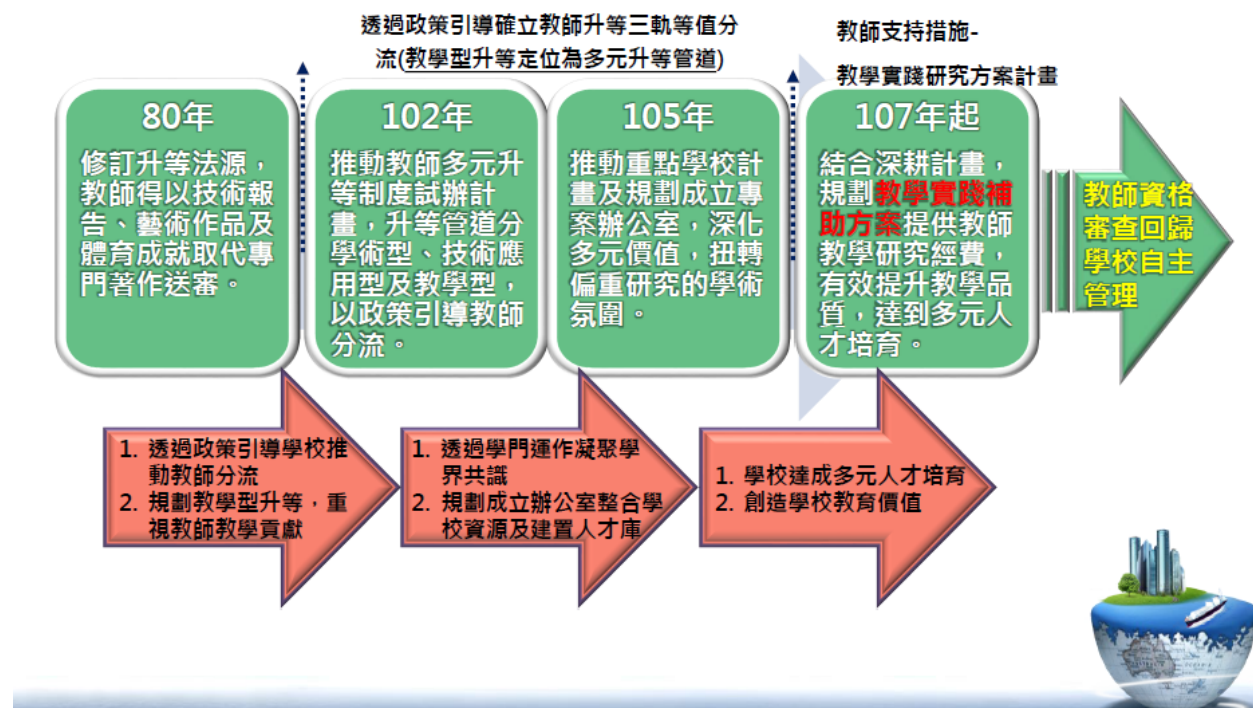 透過政策引導確立教師升等三軌等值分
流(教學型升等定位為多元升等管道)
教師支持措施-
教學實踐研究方案計畫
80年
修訂升等法源，
教師得以技術報
告、藝術作品及
體育成就取代專
門著作送審。
102年
推動教師多元升
等制度試辦計
畫，升等管道分
學術型、技術應
用型及教學型，
以政策引導教師
分流。
105年
推動重點學校計
畫及規劃成立專
案辦公室，深化
多元價值，扭轉
偏重研究的學術
氛圍。
107年起
結合深耕計畫，
規劃教學實踐補
助方案提供教師
教學研究經費，
有效提升教學品
質，達到多元人
才培育。
教師資格
審查回歸
學校自主
管理
1. 透過政策引導學校推
動教師分流
2. 規劃教學型升等，重
視教師教學貢獻
1. 透過學門運作凝聚學
界共識
2. 規劃成立辦公室整合學
校資源及建置人才庫
1. 學校達成多元人才培育
2. 創造學校教育價值